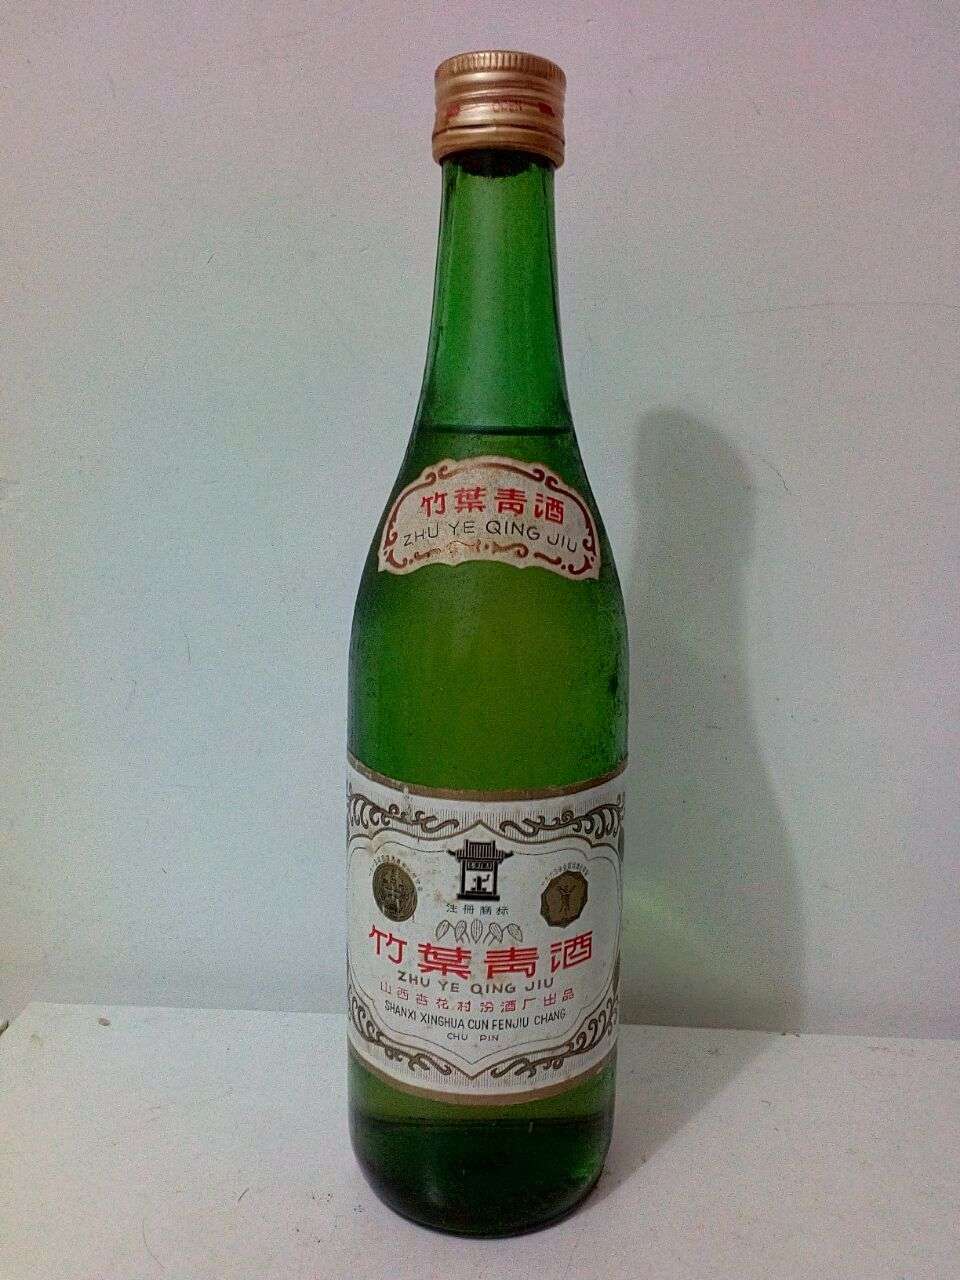 竹葉青酒
ZHU YE QING JIU
注册商标
竹葉青酒
ZHU YE QING JIU
山西杏花村汾酒厂出品
SHANXI XINGHUA CUN FENJIU CHANG
CHU PIN